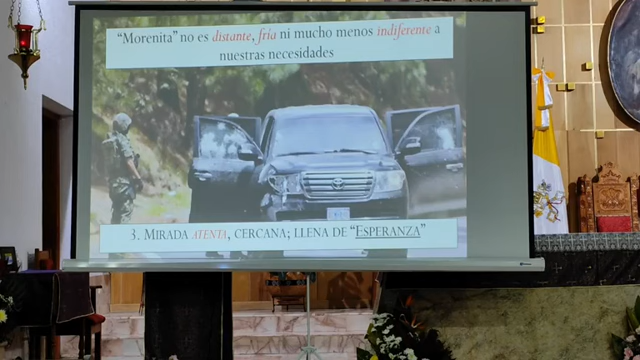 “Morenita” no es distante, fría ni mucho menos indiferente a
nuestras necesidades
3. MIRADA ATENTA, CERCANA; LLENA DE “ESPERANZA”